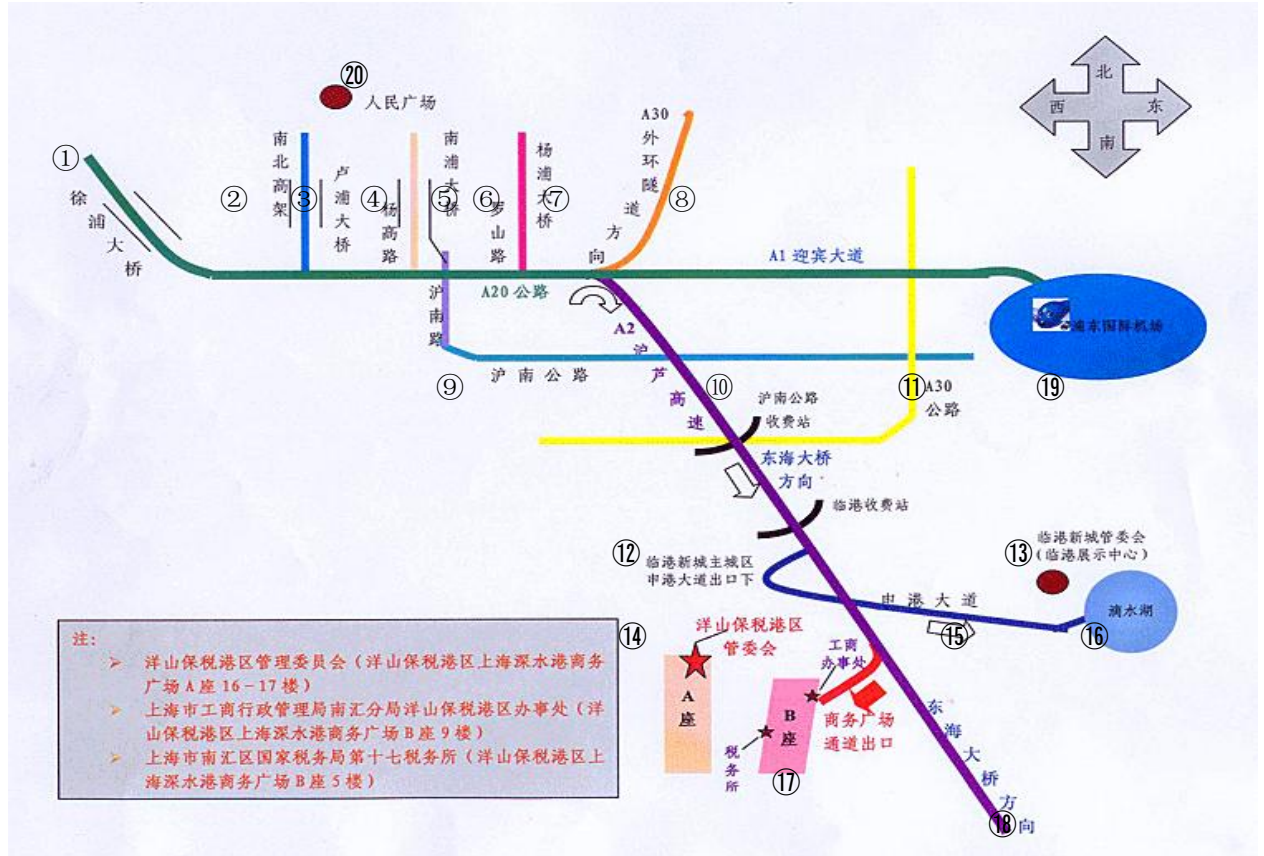 ⑳
人民广场
北
西
东
南
①
徐浦大桥
②
南北高架
③
卢浦大桥
④
杨高路
⑤
南浦大桥
⑥
罗山路
⑦
杨浦大桥
A30
外环隧道方向
⑧
A1 迎宾大道
A20 公路
沪南路
浦东国际机场
⑲
A2
沪芦高速
⑨
沪南公路
⑩
⑪
A30
公路
沪南公路
收费站
东海大桥
方向
临港收费站
⑫
临港新城主城区
申港大道出口下
⑬
临港新城管委会
(临港展示中心)
滴水湖
申港大道
⑮
⑯
⑭
洋山保税港区
管委会
工商
办事处
A座
B座
税务所
⑰
商务广场
通道出口
东海大桥方向
⑱
注:
洋山保税港区管理委员会(洋山保税港区上海深水港商务
广场 A 座 16-17 楼)
上海市工商行政管理局南汇分局洋山保税港区办事处(洋
山保税港区上海深水港商务广场 B 座 9 楼)
上海市南汇区国家税务局第十七税务所(洋山保税港区上
海深水港商务广场 B 座 5 楼)